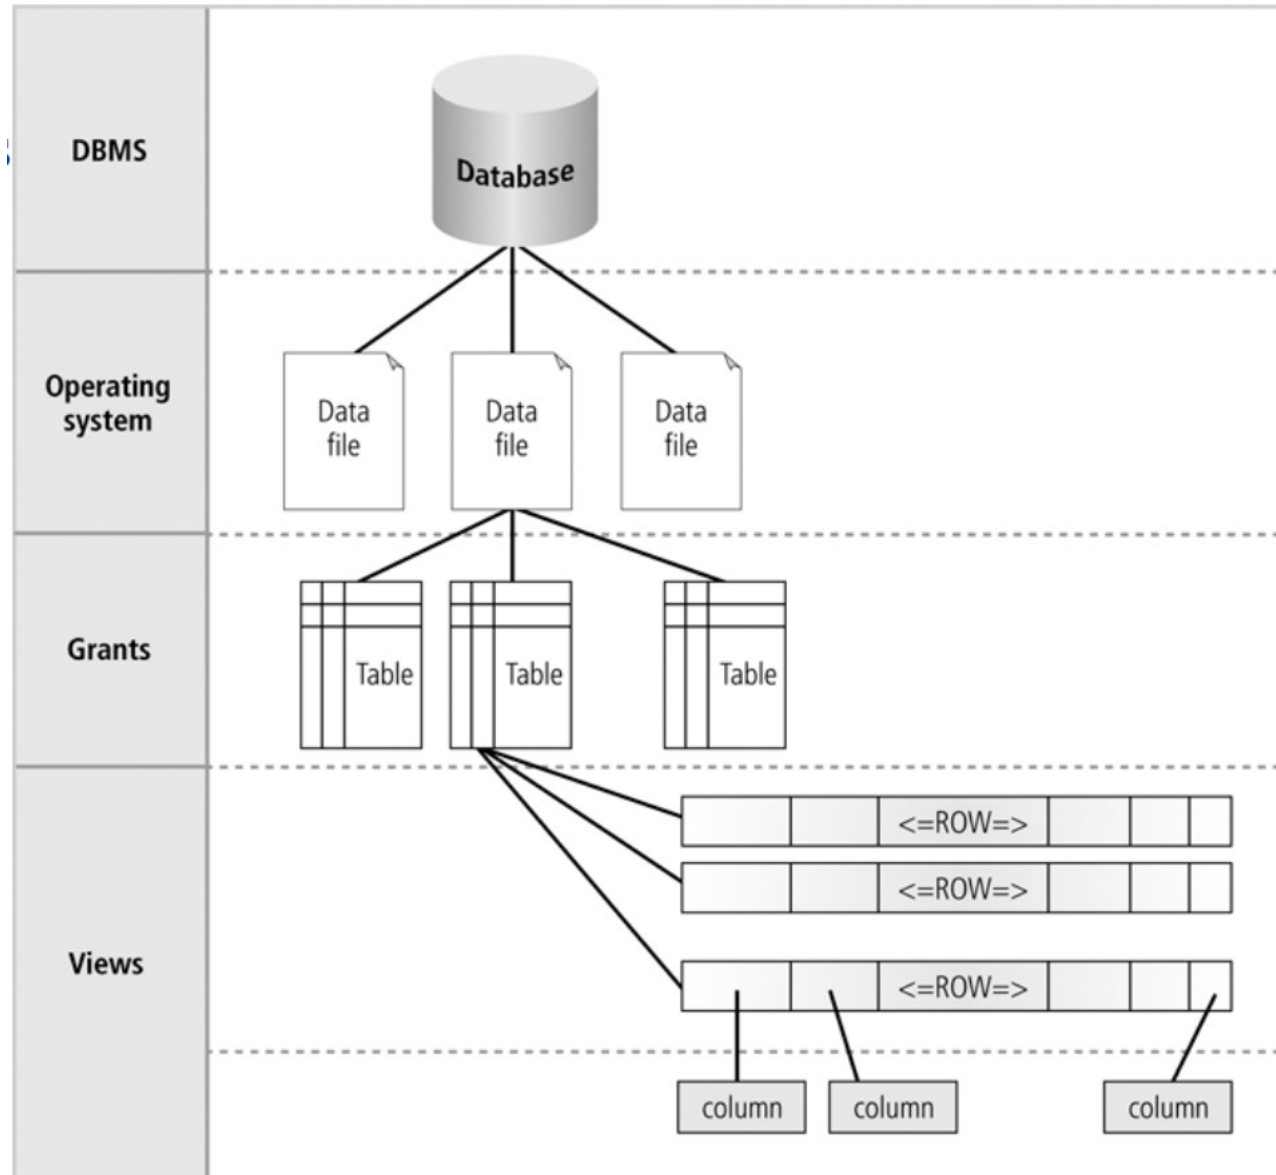 DBMS
Database
Operating
system
Data
file
Data
file
Data
file
Grants
Table
Table
Table
Views
<=ROW=>
<=ROW=>
<=ROW=>
column
column
column